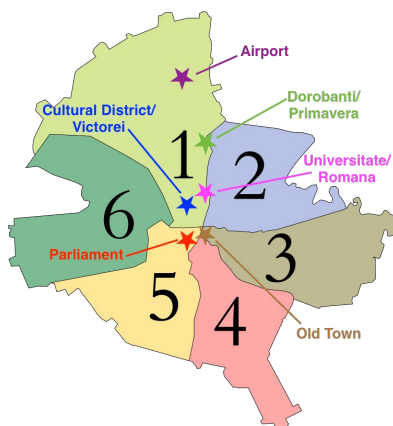 Airport
Cultural District/
Victorei
Dorobanti/
Primavera
1
2
Universitate/
Romana
6
Parliament
3
5
4
Old Town